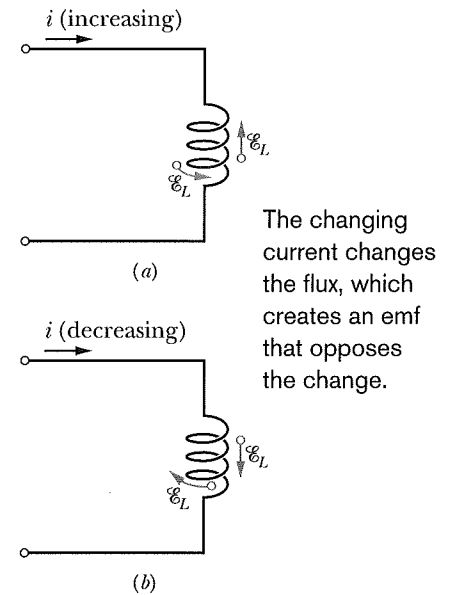 i (increasing)
ℰL
ℰL
(a)
The changing
current changes
the flux, which
creates an emf
that opposes
the change.
i (decreasing)
ℰL
ℰL
(b)